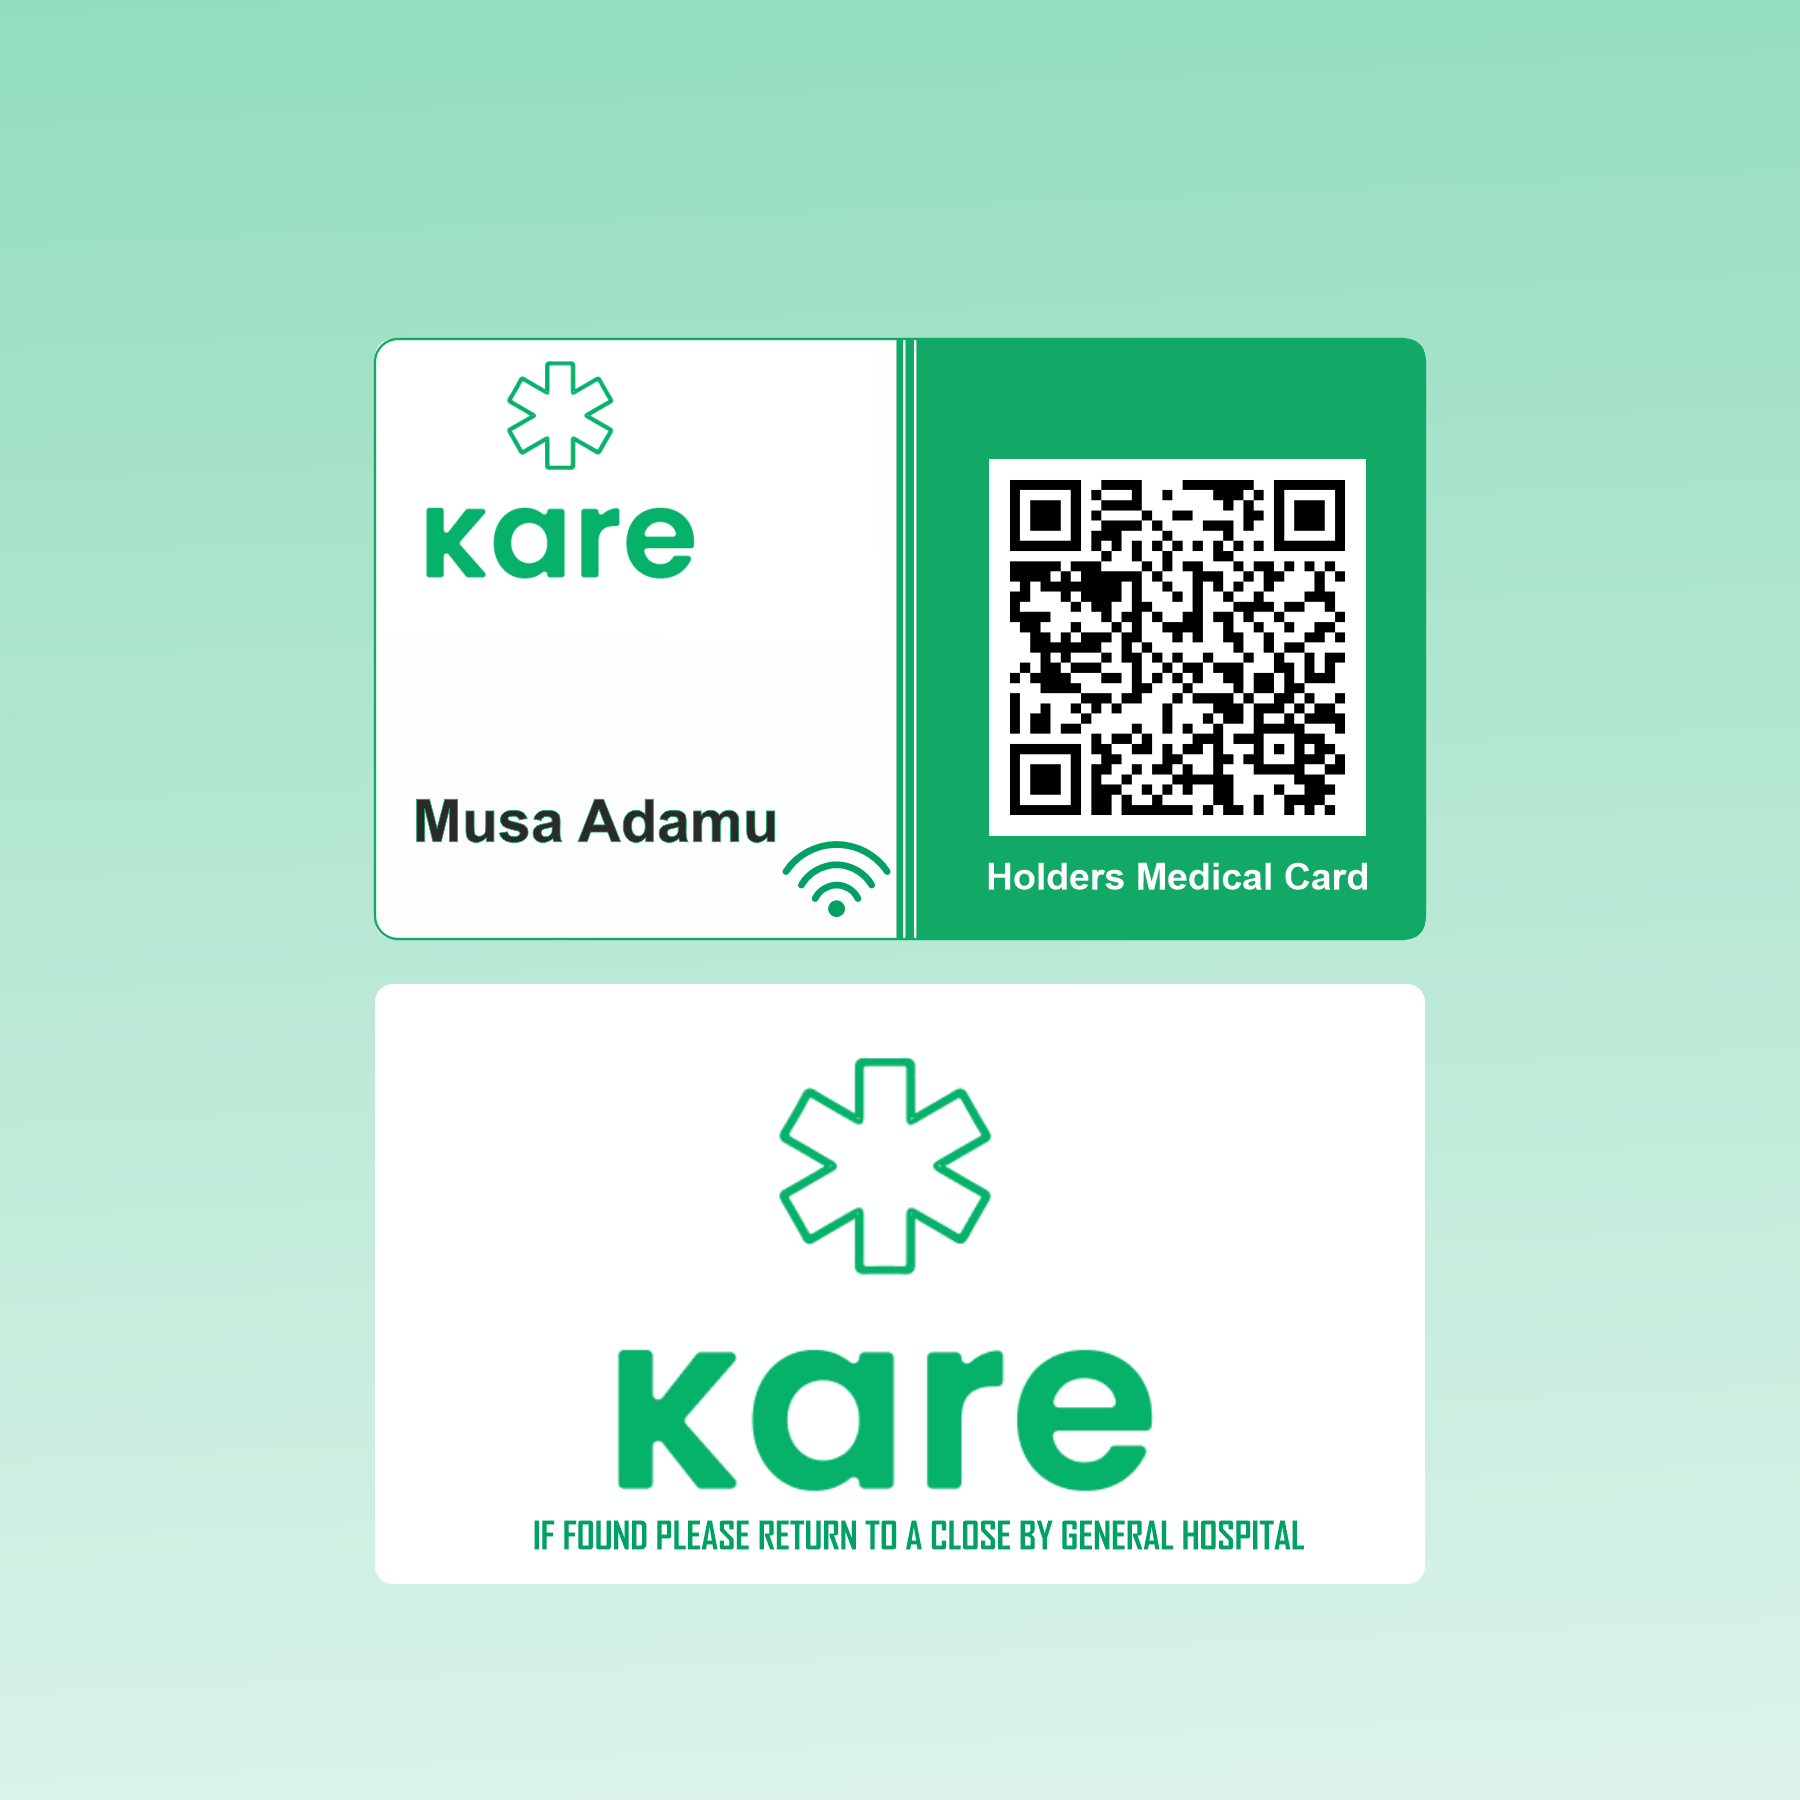 kare
Musa Adamu
Holders Medical Card
kare
IF FOUND PLEASE RETURN TO A CLOSE BY GENERAL HOSPITAL